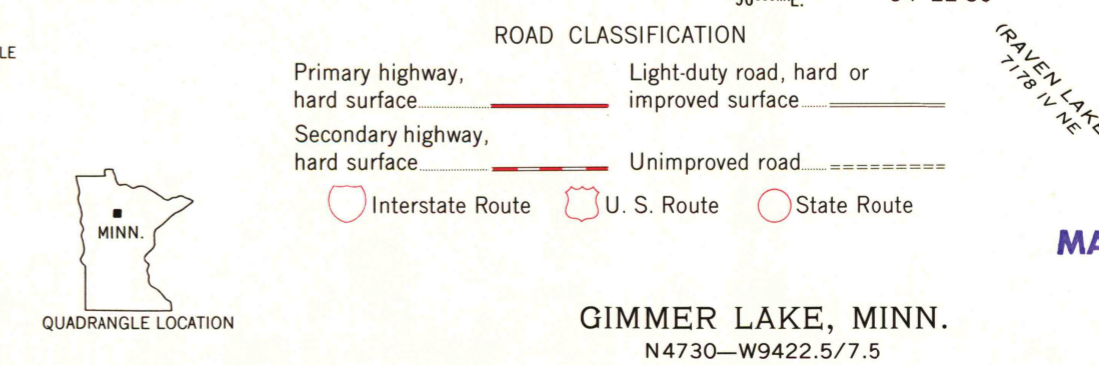 ROAD CLASSIFICATION
LE
Primary highway,
hard surface
Light-duty road, hard or
improved surface
Secondary highway,
hard surface
Unimproved road
Interstate Route
U. S. Route
State Route
(RAVEN LAKE
7178 IV NE
MINN.
QUADRANGLE LOCATION
MA
GIMMER LAKE, MINN.
N4730—W9422.5/7.5